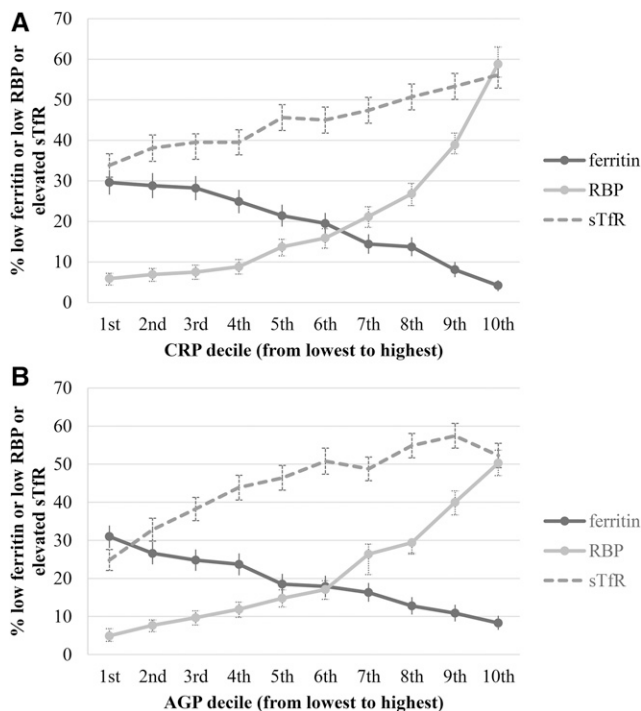 A
% low ferritin or low RBP or
elevated sTfR
70
60
50
40
30
20
10
0
1st 2nd 3rd 4th 5th 6th 7th 8th 9th 10th
CRP decile (from lowest to highest)
ferritin
RBP
sTfR
B
% low ferritin or low RBP or
elevated sTfR
70
60
50
40
30
20
10
0
1st 2nd 3rd 4th 5th 6th 7th 8th 9th 10th
AGP decile (from lowest to highest)
ferritin
RBP
sTfR